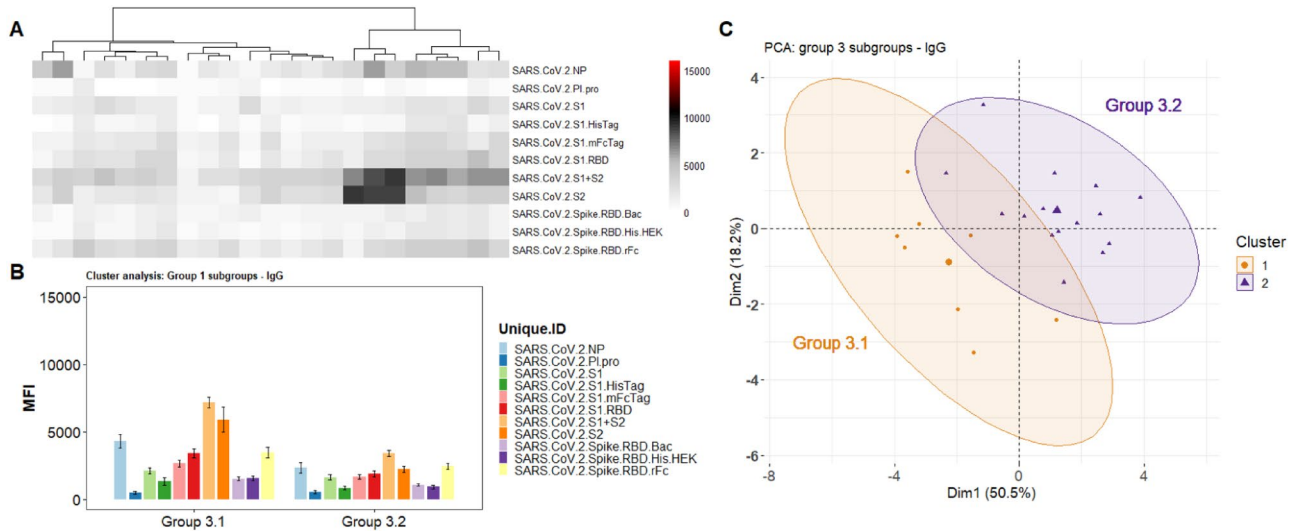 A
15000
10000
5000
0
SARS.CoV.2.NP
SARS.CoV.2.Pl.pro
SARS.CoV.2.S1
SARS.CoV.2.S1.HisTag
SARS.CoV.2.S1.mFcTag
SARS.CoV.2.S1.RBD
SARS.CoV.2.S1+S2
SARS.CoV.2.S2
SARS.CoV.2.Spike.RBD.Bac
SARS.CoV.2.Spike.RBD.His.HEK
SARS.CoV.2.Spike.RBD.rFc
B
Cluster analysis: Group 1 subgroups - IgG
15000
10000
5000
0
MFI
Group 3.1
Group 3.2
Unique.ID
SARS.CoV.2.NP
SARS.CoV.2.Pl.pro
SARS.CoV.2.S1
SARS.CoV.2.S1.HisTag
SARS.CoV.2.S1.mFcTag
SARS.CoV.2.S1.RBD
SARS.CoV.2.S1+S2
SARS.CoV.2.S2
SARS.CoV.2.Spike.RBD.Bac
SARS.CoV.2.Spike.RBD.His.HEK
SARS.CoV.2.Spike.RBD.rFc
C
PCA: group 3 subgroups - IgG
4
2
0
-2
-4
-6
Dim2 (18.2%)
Group 3.2
Group 3.1
-8
-4
0
4
Dim1 (50.5%)
Cluster
1
2